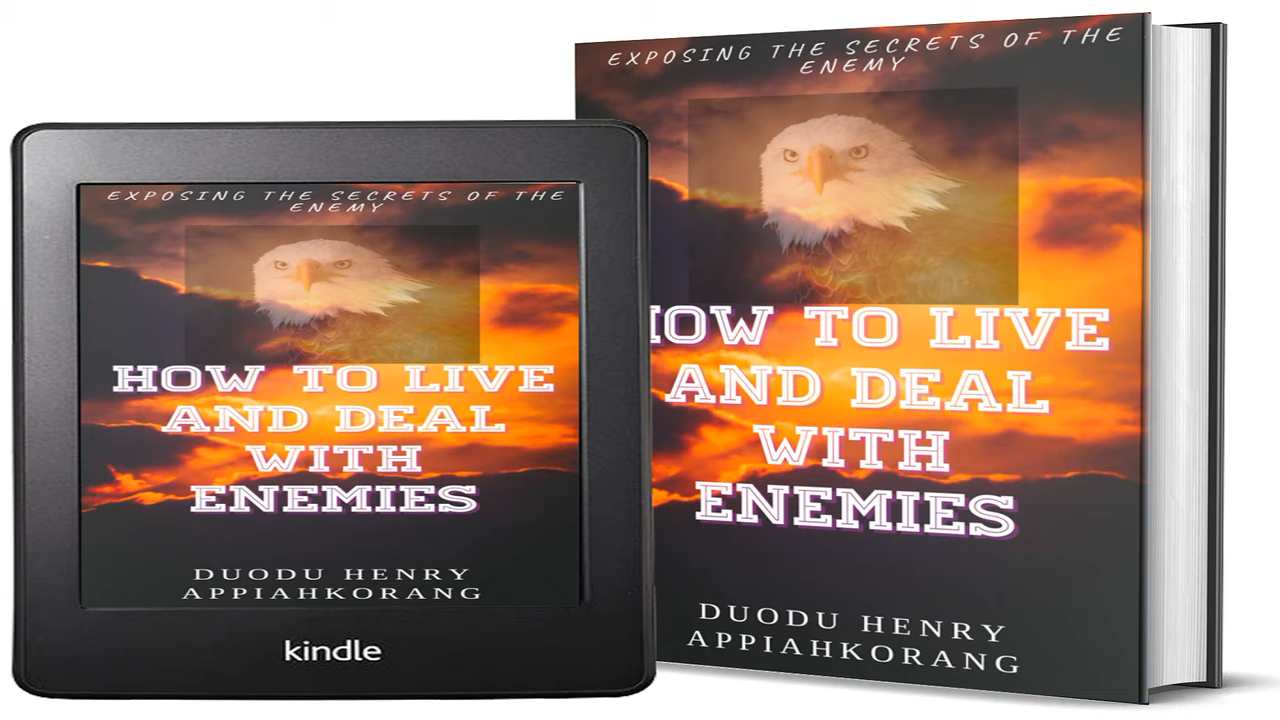 EXPOSING THE SECRETS OF THE
ENEMY
HOW TO LIVE
AND DEAL
WITH
ENEMIES
DUODU HENRY
APPIAHKORANG
kindle
EXPOSING THE SECRETS OF THE
ENEMY
HOW TO LIVE
AND DEAL
WITH
ENEMIES
DUODU HENRY
APPIAHKORANG